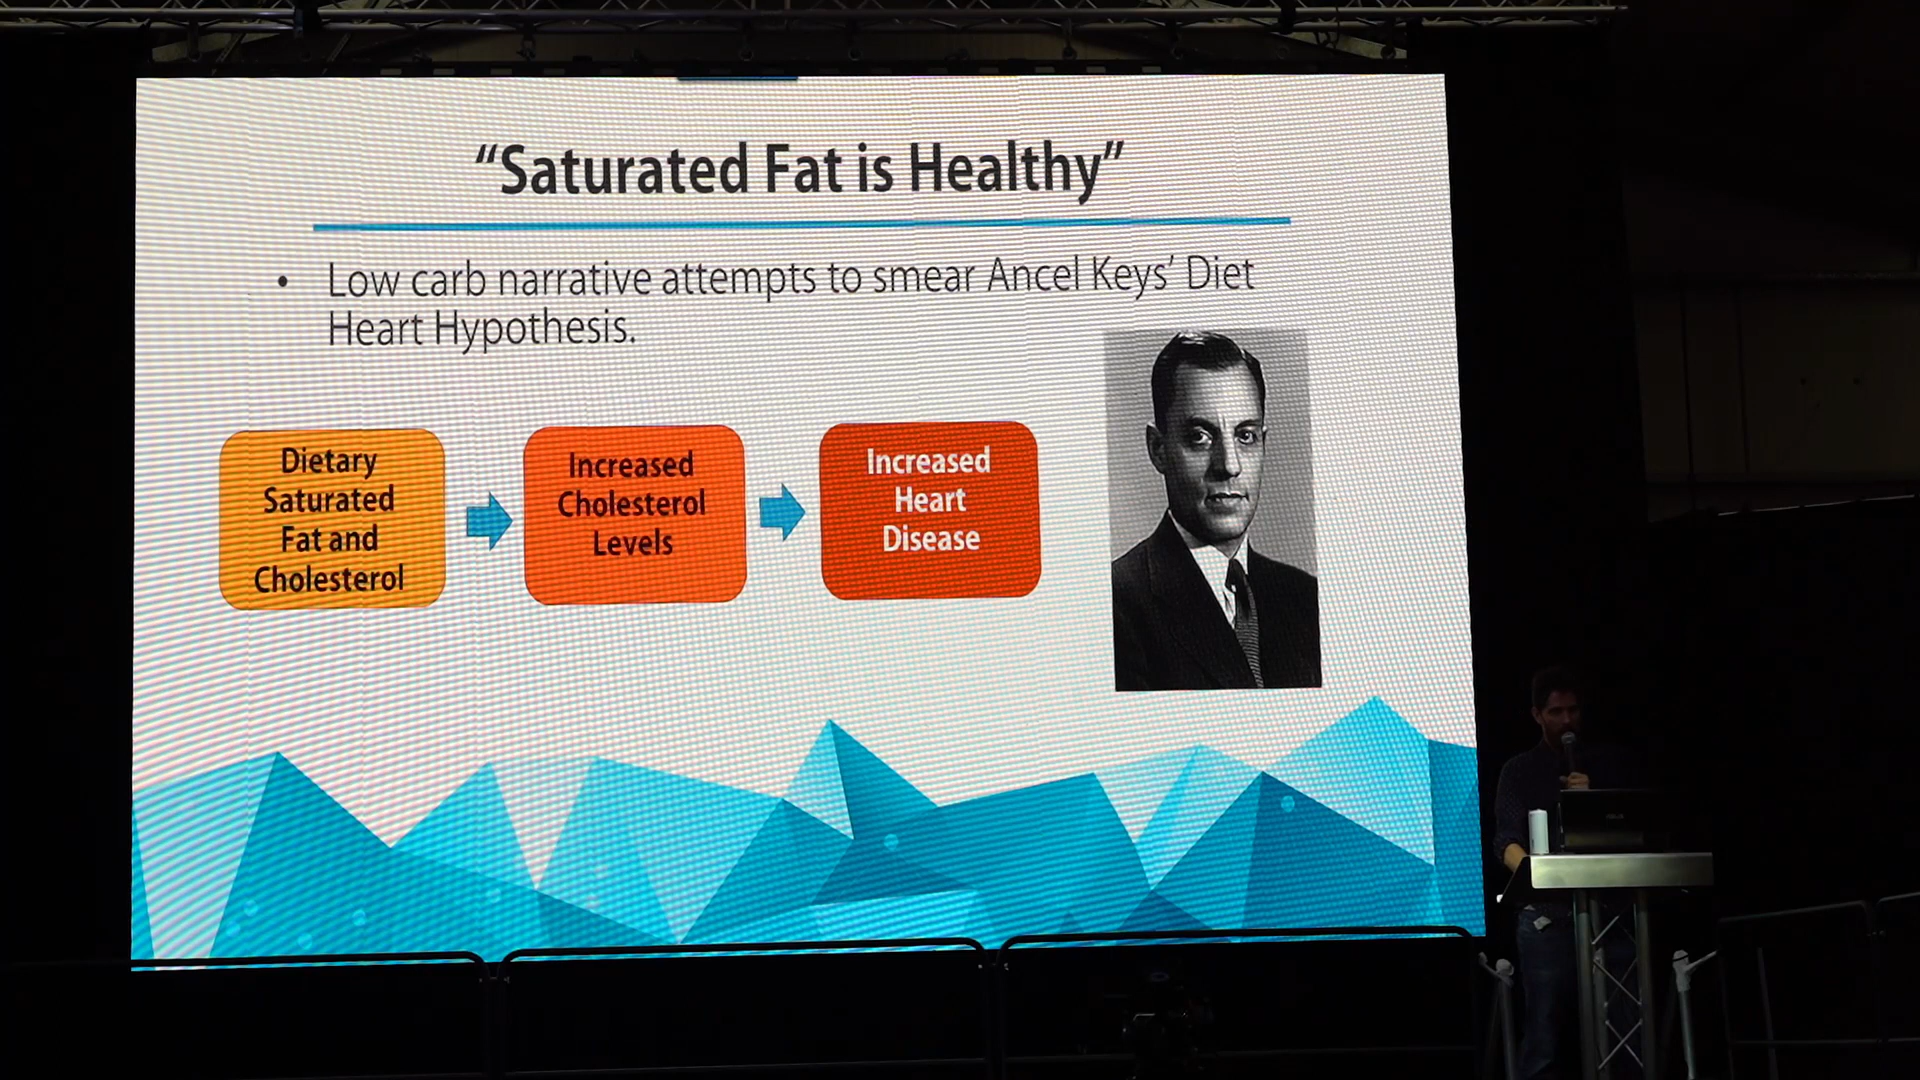 “Saturated Fat is Healthy”
• Low carb narrative attempts to smear Ancel Keys’ Diet
Heart Hypothesis.
Dietary
Saturated
Fat and
Cholesterol
Increased
Cholesterol
Levels
Increased
Heart
Disease